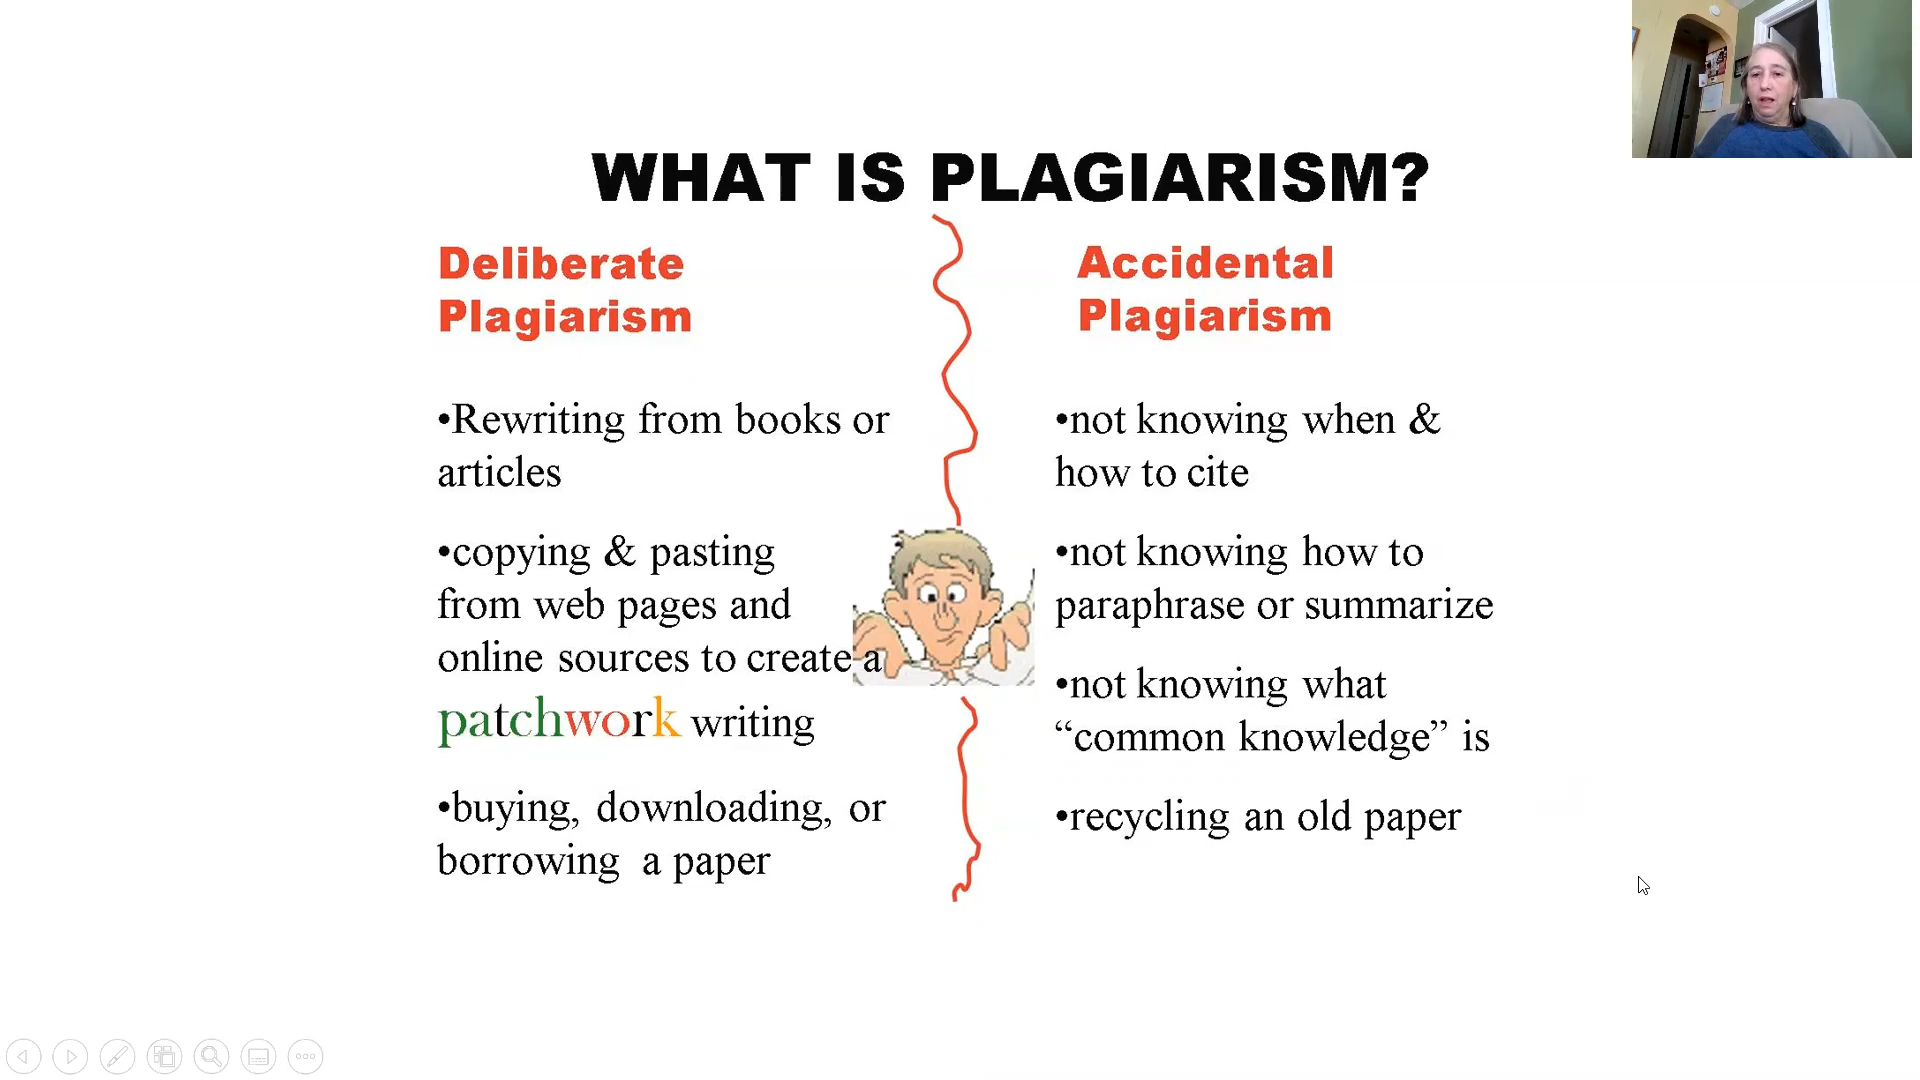 WHAT IS PLAGIARISM?
Deliberate
Plagiarism
•Rewriting from books or
articles
•copying & pasting
from web pages and
online sources to create a
patchwork writing
•buying, downloading, or
borrowing a paper
Accidental
Plagiarism
•not knowing when &
how to cite
•not knowing how to
paraphrase or summarize
•not knowing what
“common knowledge” is
•recycling an old paper